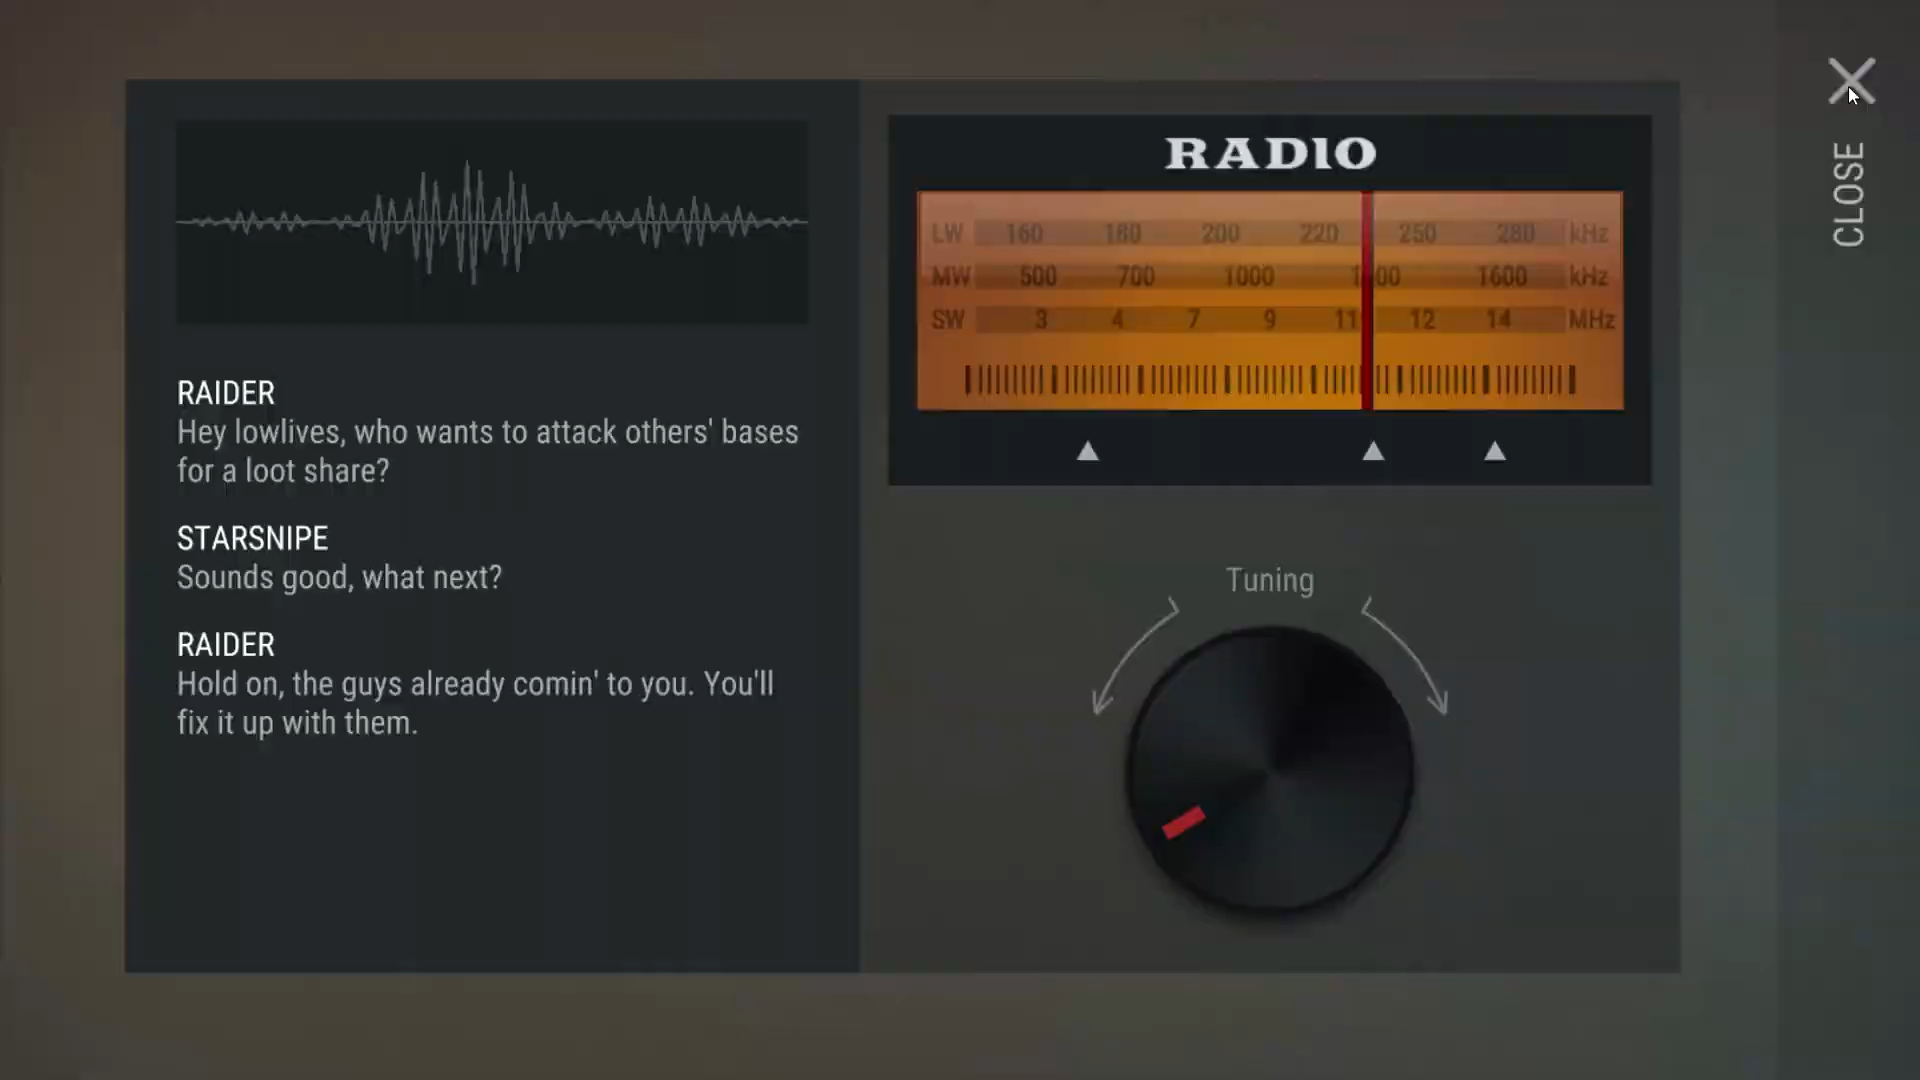 RADIO
CLOSE
LW 160 180 200 220 250 280 kHz
MW 500 700 1000 1600 kHz
SW 3 4 7 9 11 12 14 MHz
RAIDER
Hey lowlives, who wants to attack others' bases
for a loot share?
STARSNIPE
Sounds good, what next?
RAIDER
Hold on, the guys already comin' to you. You'll
fix it up with them.
Tuning